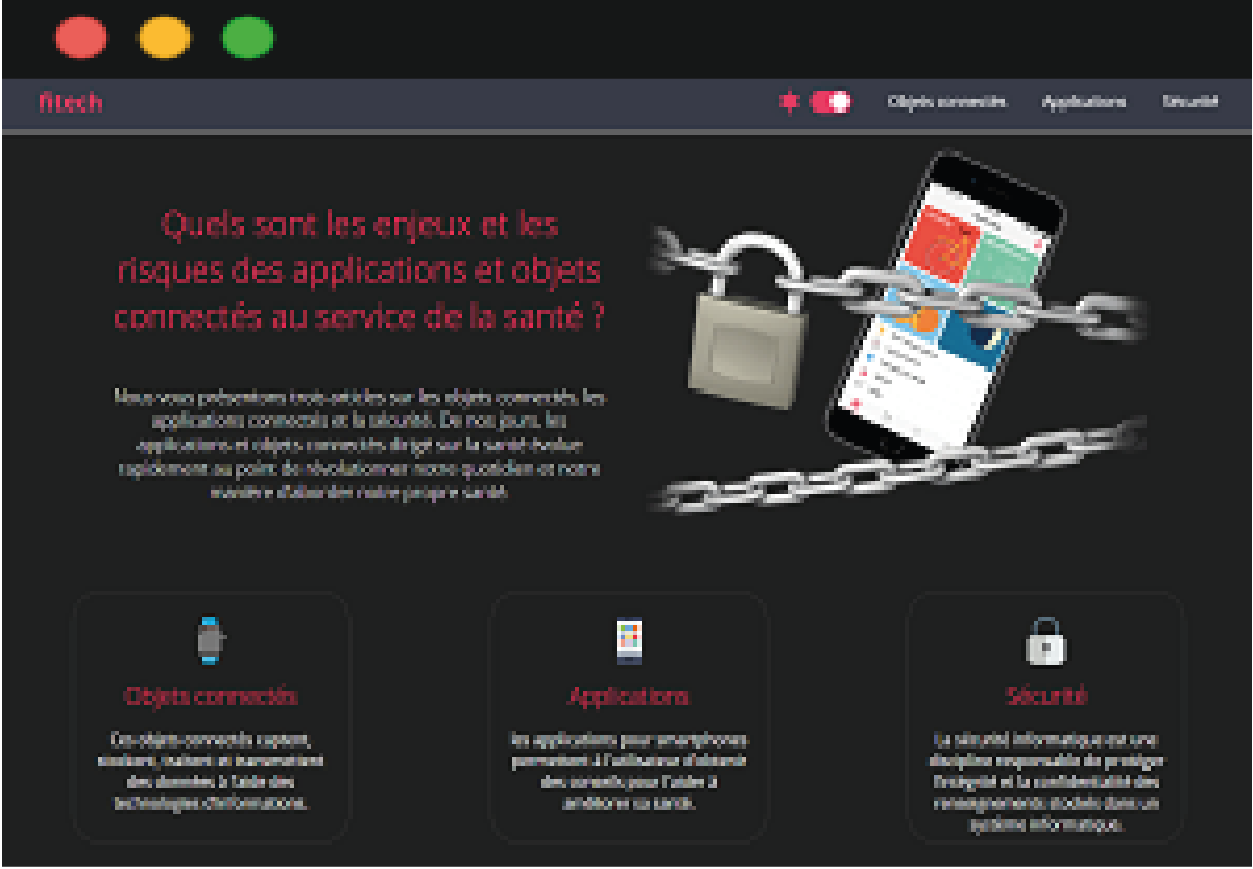 fitech
Objets connectés Applications Sécurité
Quels sont les enjeux et les
risques des applications et objets
connectés au service de la santé ?
Nous vous présentons trois articles sur les objets connectés, les
applications connectés et la sécurité. De nos jours, les
applications et objets connectés dirigé sur la santé évolue
rapidement au point de révolutionner notre quotidien et notre
manière d'aborder notre propre santé.
Objets connectés
Ces objets connectés captent,
stockent, traitent et transmettent
des données à l'aide des
technologies d'informations.
Applications
les applications pour smartphones
permettent à l'utilisateur d'obtenir
des conseils pour l'aider à
améliorer sa santé.
Sécurité
La sécurité informatique est une
discipline responsable de protéger
l'intégrité et la confidentialité des
renseignements stockés dans un
système informatique.